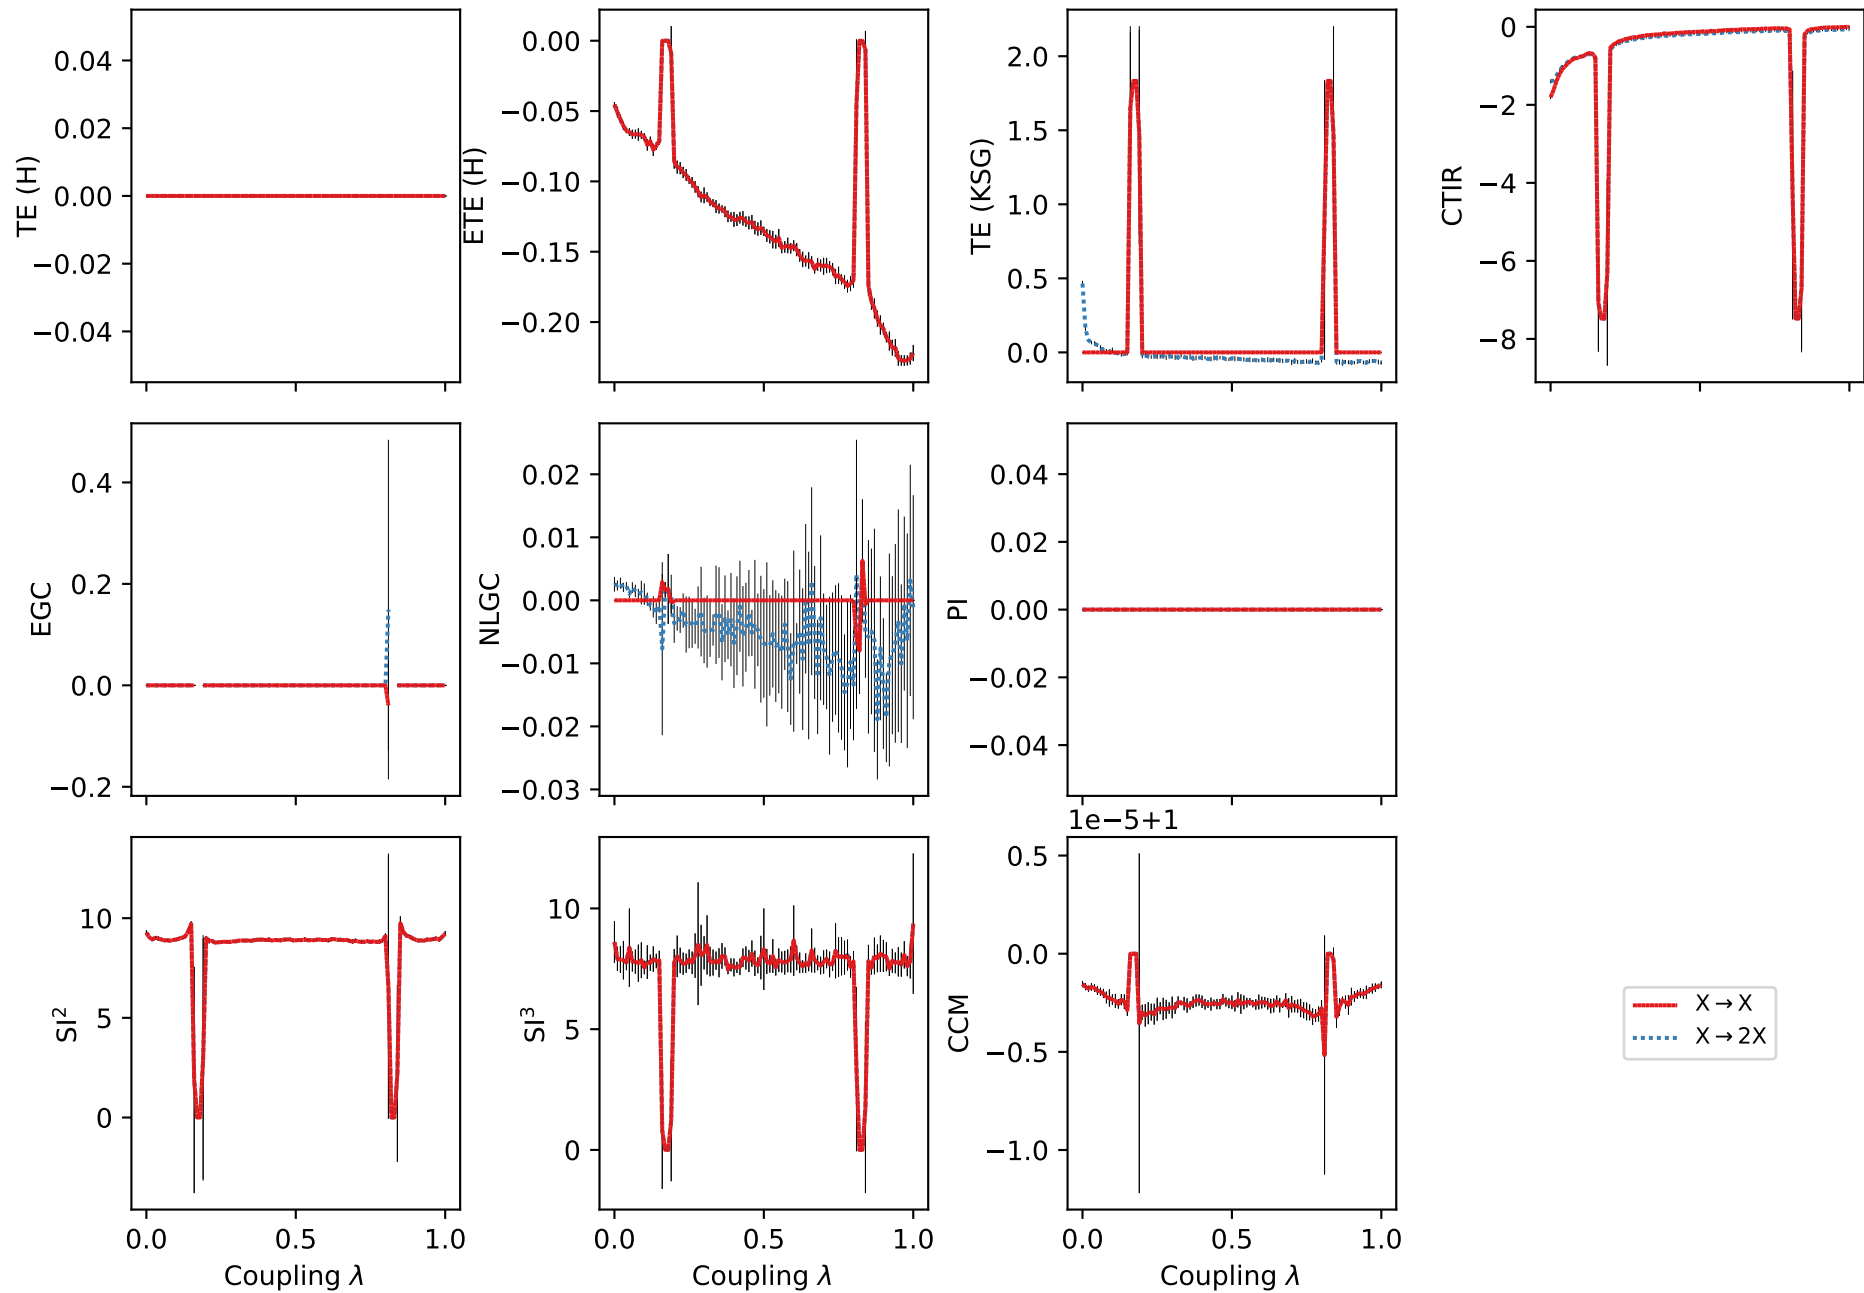 TE (H)
0.04
0.02
0.00
−0.02
−0.04
ETE (H)
0.00
−0.05
−0.10
−0.15
−0.20
TE (KSG)
2.0
1.5
1.0
0.5
0.0
CTIR
0
−2
−4
−6
−8
EGC
0.4
0.2
0.0
−0.2
NLGC
0.02
0.01
0.00
−0.01
−0.02
−0.03
PI
0.04
0.02
0.00
−0.02
−0.04
SI²
10
5
0
0.0 0.5 1.0
Coupling λ
SI³
10
5
0
0.0 0.5 1.0
Coupling λ
1e-5+1
CCM
0.5
0.0
−0.5
−1.0
0.0 0.5 1.0
Coupling λ
X→X
X→2X